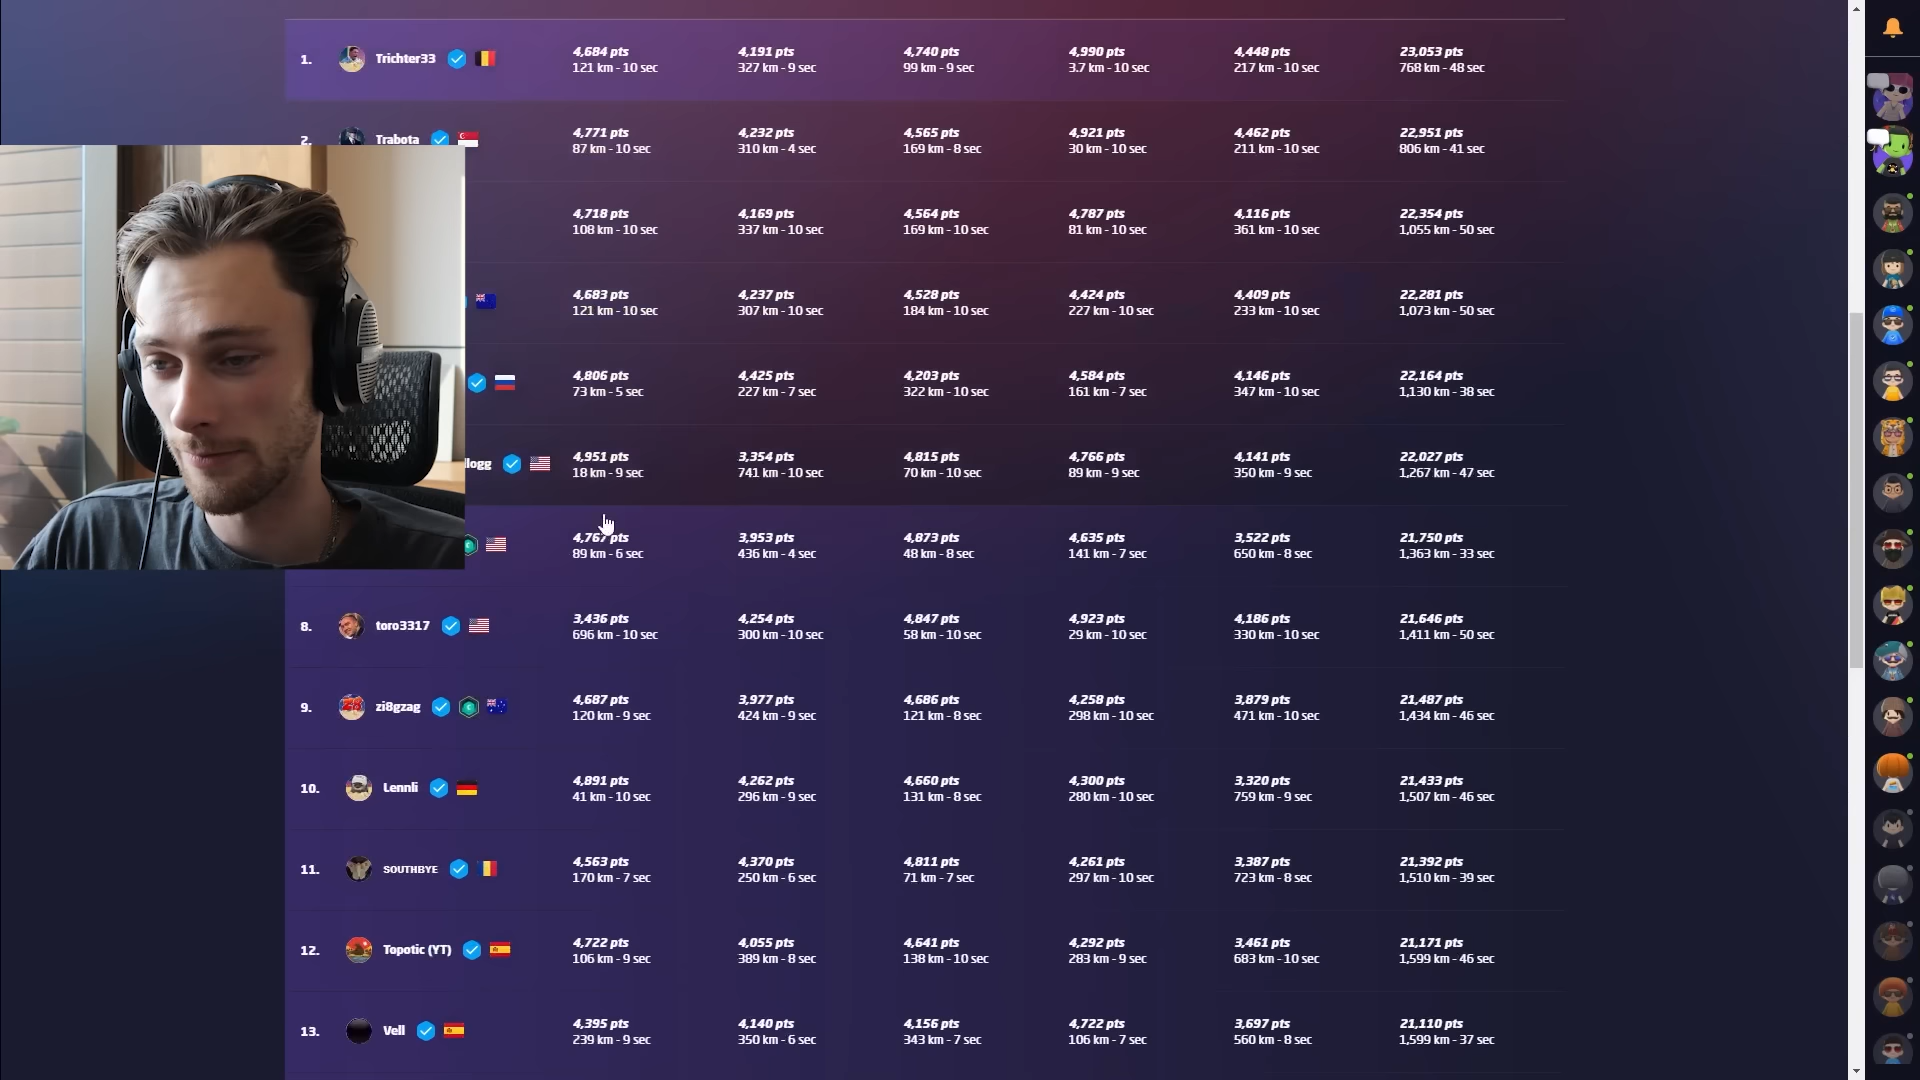 1. Trichter33 4,684 pts 4,191 pts 4,740 pts 4,990 pts 4,448 pts 23,053 pts
121 km - 10 sec 327 km - 9 sec 99 km - 9 sec 3.7 km - 10 sec 217 km - 10 sec 768 km - 48 sec
2. Trabota 4,771 pts 4,232 pts 4,565 pts 4,921 pts 4,462 pts 22,951 pts
87 km - 10 sec 310 km - 4 sec 169 km - 8 sec 30 km - 10 sec 211 km - 10 sec 806 km - 41 sec
4,718 pts 4,169 pts 4,564 pts 4,787 pts 4,116 pts 22,354 pts
108 km - 10 sec 337 km - 10 sec 169 km - 10 sec 81 km - 10 sec 361 km - 10 sec 1,055 km - 50 sec
4,683 pts 4,237 pts 4,528 pts 4,424 pts 4,409 pts 22,281 pts
121 km - 10 sec 307 km - 10 sec 184 km - 10 sec 227 km - 10 sec 233 km - 10 sec 1,073 km - 50 sec
4,806 pts 4,425 pts 4,203 pts 4,584 pts 4,146 pts 22,164 pts
73 km - 5 sec 227 km - 7 sec 322 km - 10 sec 161 km - 7 sec 347 km - 10 sec 1,130 km - 38 sec
llogg 4,951 pts 3,354 pts 4,815 pts 4,766 pts 4,141 pts 22,027 pts
18 km - 9 sec 741 km - 10 sec 70 km - 10 sec 89 km - 9 sec 350 km - 9 sec 1,267 km - 47 sec
4,767 pts 3,953 pts 4,873 pts 4,635 pts 3,522 pts 21,750 pts
89 km - 6 sec 436 km - 4 sec 48 km - 8 sec 141 km - 7 sec 650 km - 8 sec 1,363 km - 33 sec
8. toro3317 3,436 pts 4,254 pts 4,847 pts 4,923 pts 4,186 pts 21,646 pts
696 km - 10 sec 300 km - 10 sec 58 km - 10 sec 29 km - 10 sec 330 km - 10 sec 1,411 km - 50 sec
9. zi8gzag 4,687 pts 3,977 pts 4,686 pts 4,258 pts 3,879 pts 21,487 pts
120 km - 9 sec 424 km - 9 sec 121 km - 8 sec 298 km - 10 sec 471 km - 10 sec 1,434 km - 46 sec
10. Lennli 4,891 pts 4,262 pts 4,660 pts 4,300 pts 3,320 pts 21,433 pts
41 km - 10 sec 296 km - 9 sec 131 km - 8 sec 280 km - 10 sec 759 km - 9 sec 1,507 km - 46 sec
11. SOUTHBYE 4,563 pts 4,370 pts 4,811 pts 4,261 pts 3,387 pts 21,392 pts
170 km - 7 sec 250 km - 6 sec 71 km - 7 sec 297 km - 10 sec 723 km - 8 sec 1,510 km - 39 sec
12. Topotic (YT) 4,722 pts 4,055 pts 4,641 pts 4,292 pts 3,461 pts 21,171 pts
106 km - 9 sec 389 km - 8 sec 138 km - 10 sec 283 km - 9 sec 683 km - 10 sec 1,599 km - 46 sec
13. Vell 4,395 pts 4,140 pts 4,156 pts 4,722 pts 3,697 pts 21,110 pts
239 km - 9 sec 350 km - 6 sec 343 km - 7 sec 106 km - 7 sec 560 km - 8 sec 1,599 km - 37 sec